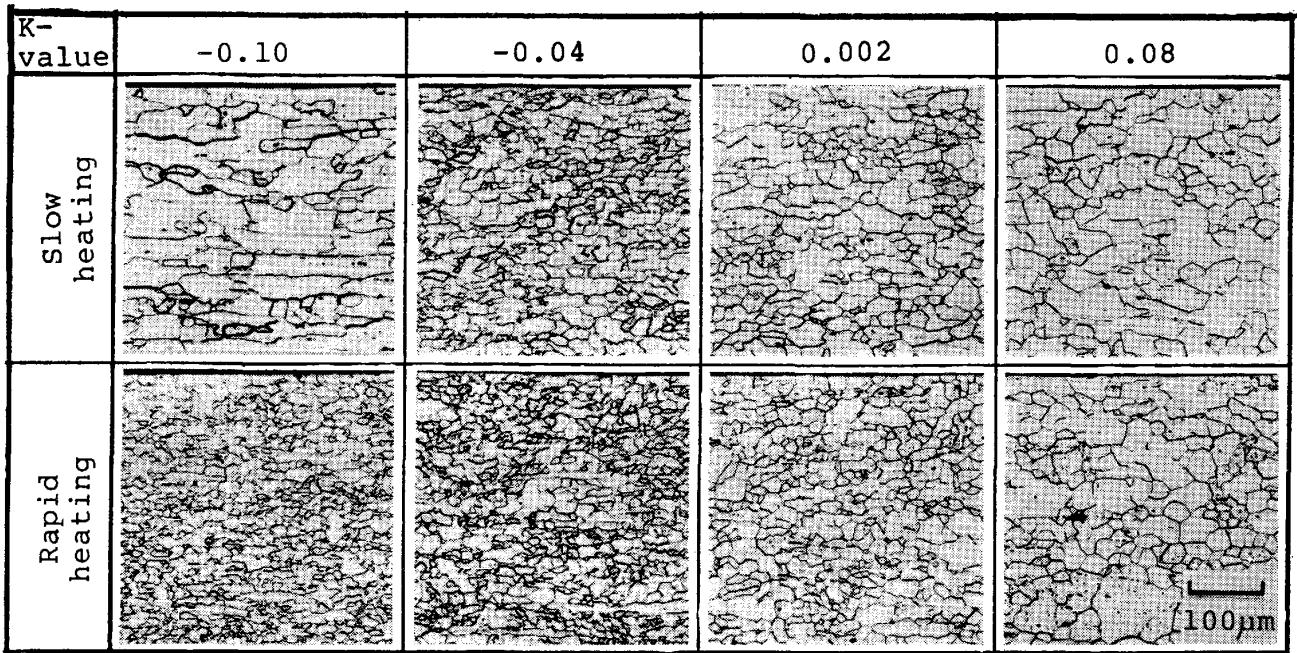 K-
value
-0.10
-0.04
0.002
0.08
Slow
heating
Rapid
heating
100µm